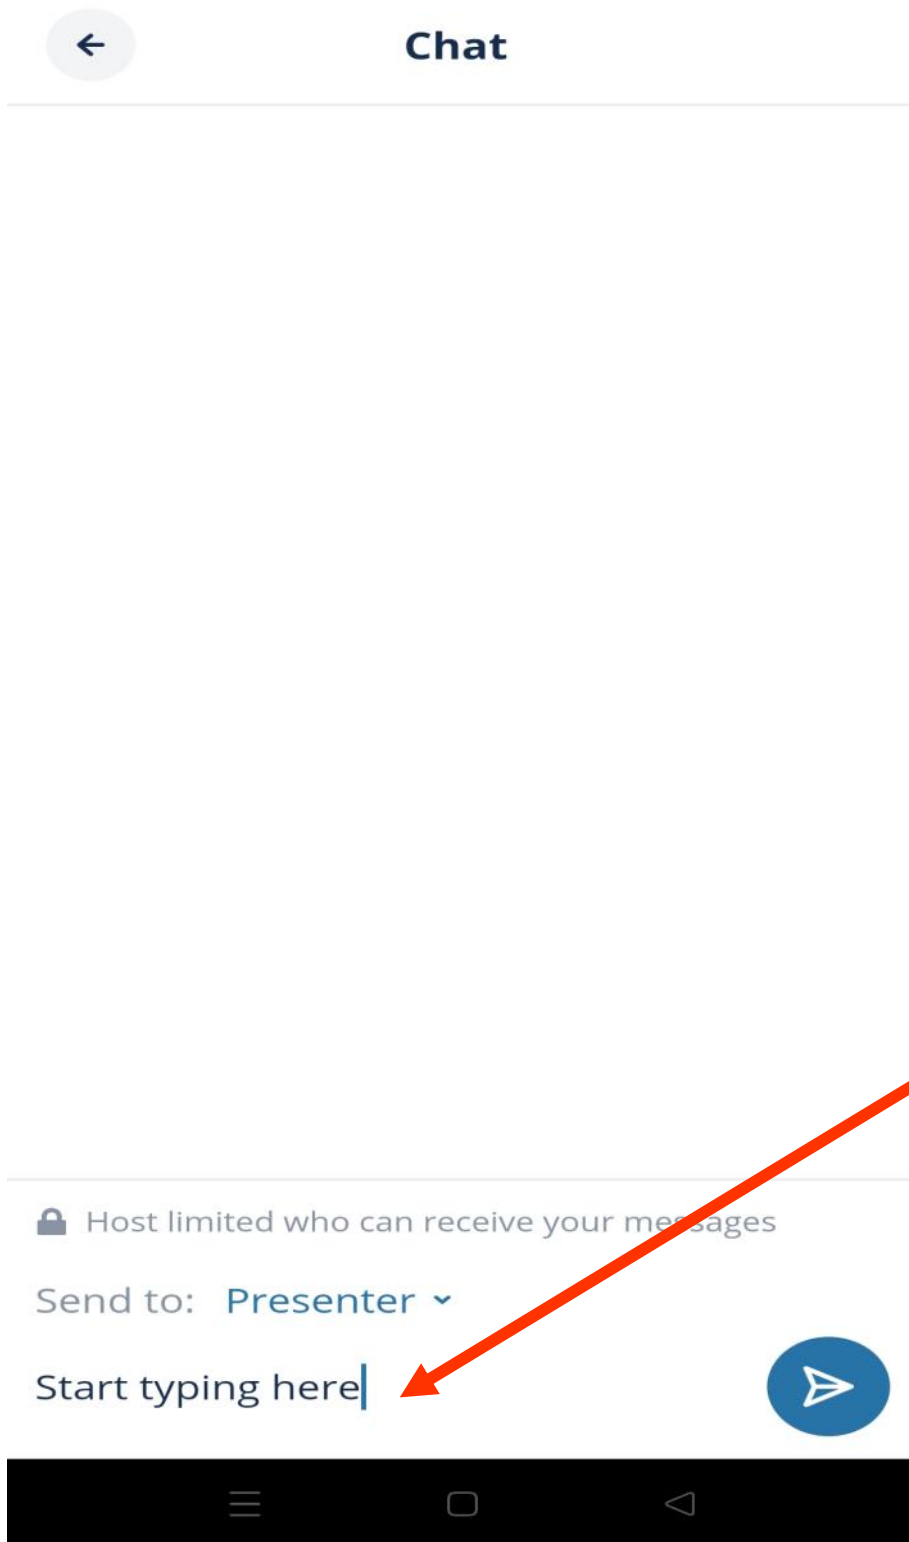 Chat
Host limited who can receive your messages
Send to: Presenter
Start typing here